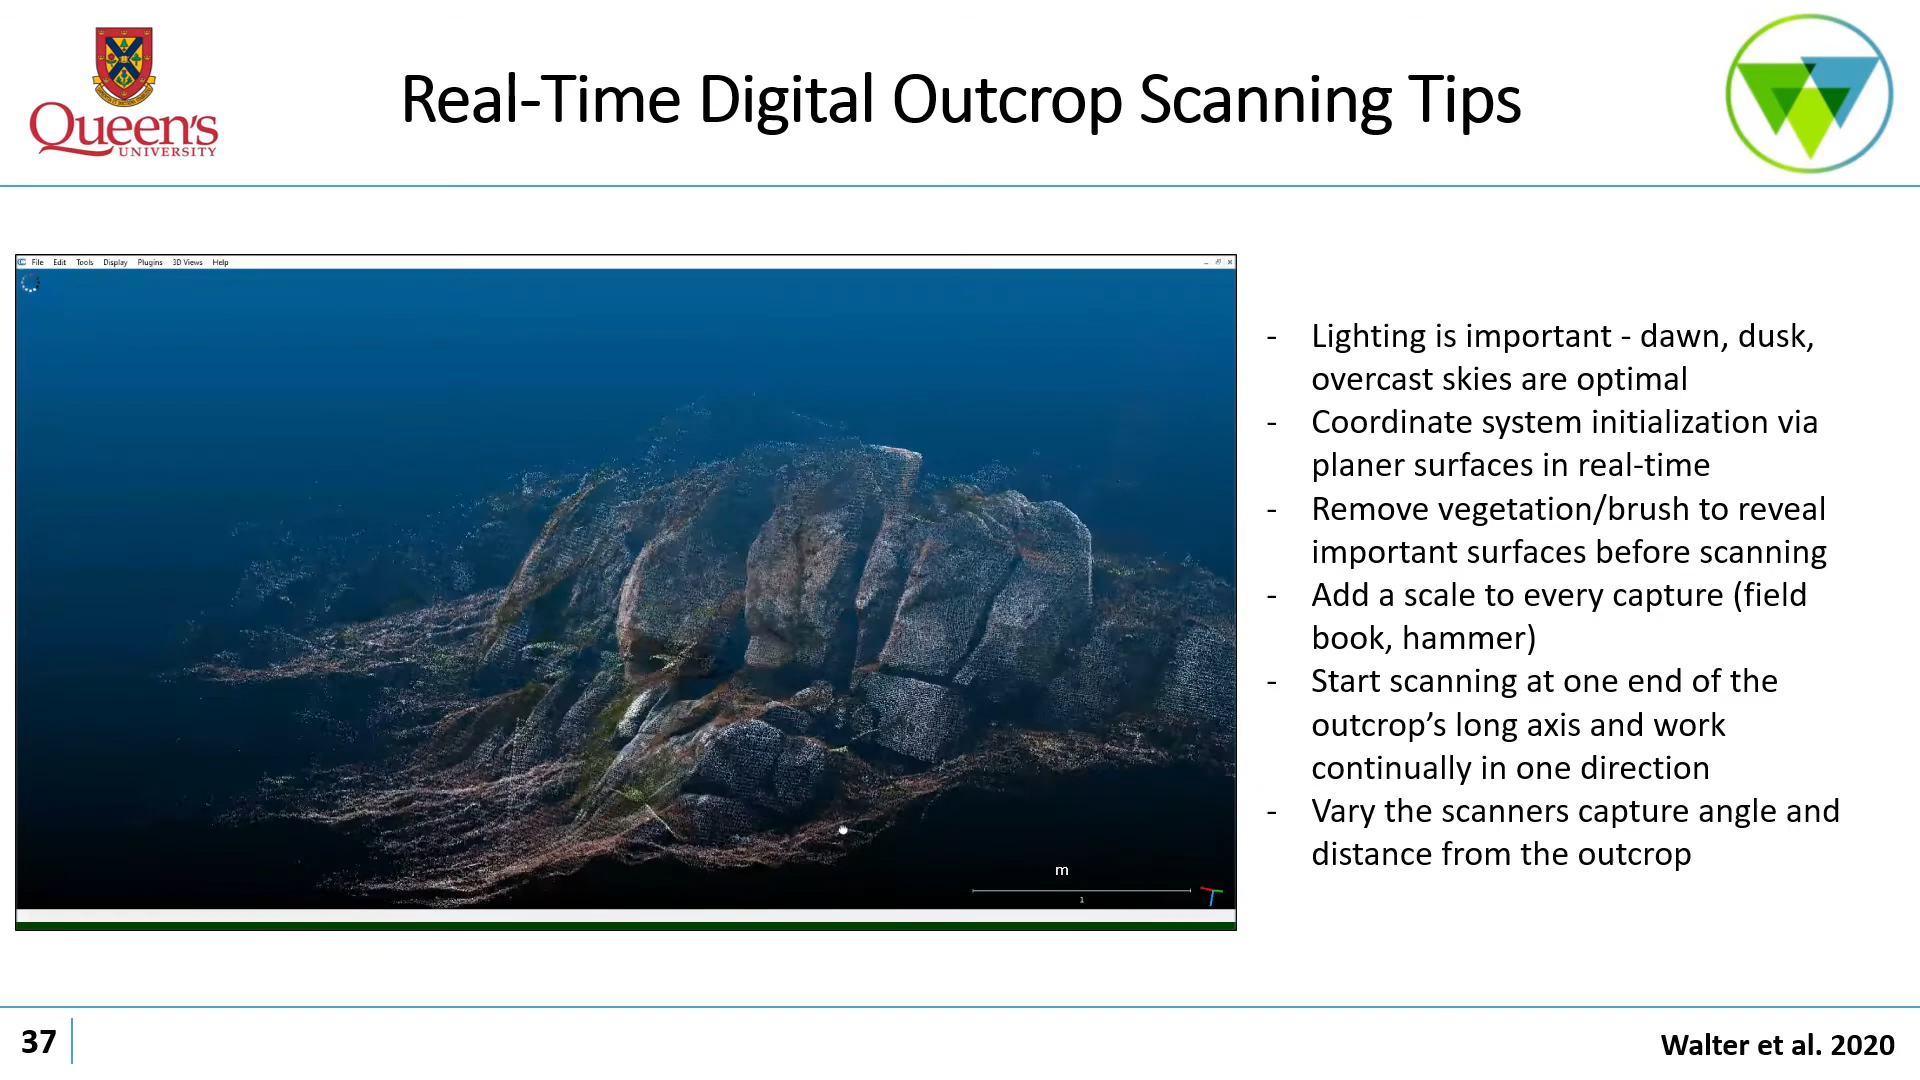 Queen's
UNIVERSITY
Real-Time Digital Outcrop Scanning Tips
File Edit Tools Display Plugins 3D Views Help
m
1
- Lighting is important - dawn, dusk,
overcast skies are optimal
- Coordinate system initialization via
planer surfaces in real-time
- Remove vegetation/brush to reveal
important surfaces before scanning
- Add a scale to every capture (field
book, hammer)
- Start scanning at one end of the
outcrop’s long axis and work
continually in one direction
- Vary the scanners capture angle and
distance from the outcrop
37
Walter et al. 2020